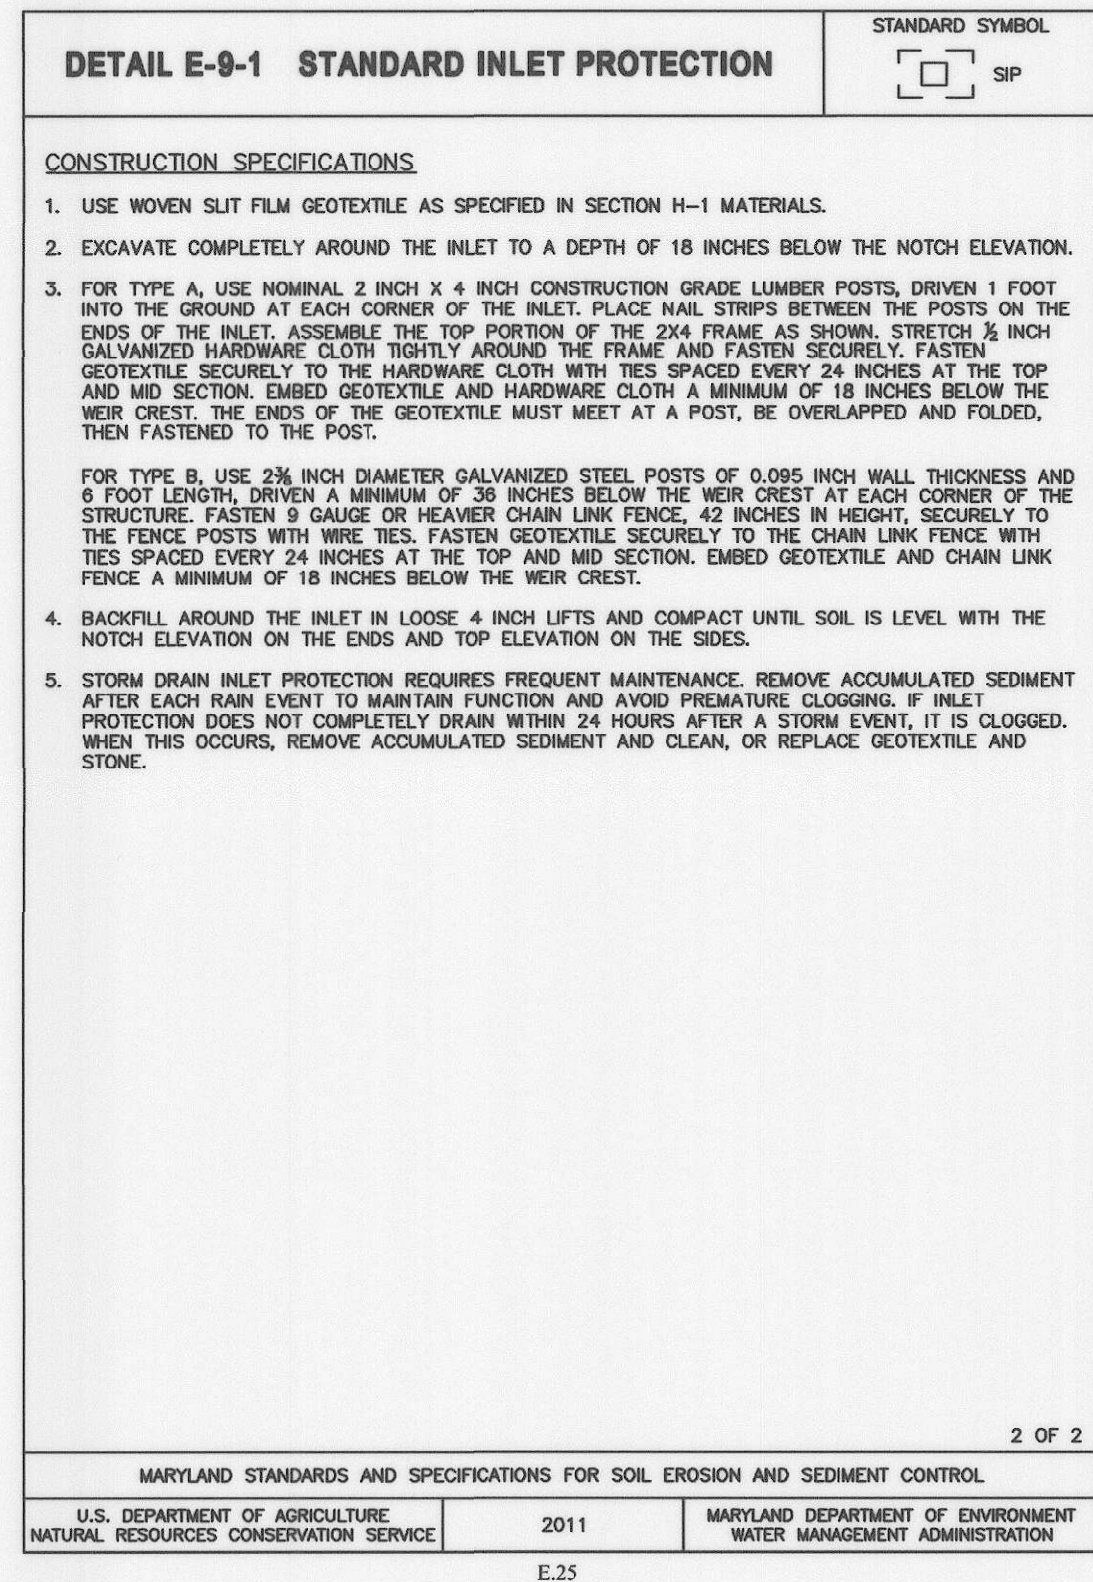 DETAIL E-9-1 STANDARD INLET PROTECTION
STANDARD SYMBOL
SIP
CONSTRUCTION SPECIFICATIONS
1. USE WOVEN SLIT FILM GEOTEXTILE AS SPECIFIED IN SECTION H-1 MATERIALS.
2. EXCAVATE COMPLETELY AROUND THE INLET TO A DEPTH OF 18 INCHES BELOW THE NOTCH ELEVATION.
3. FOR TYPE A, USE NOMINAL 2 INCH X 4 INCH CONSTRUCTION GRADE LUMBER POSTS, DRIVEN 1 FOOT
INTO THE GROUND AT EACH CORNER OF THE INLET. PLACE NAIL STRIPS BETWEEN THE POSTS ON THE
ENDS OF THE INLET. ASSEMBLE THE TOP PORTION OF THE 2X4 FRAME AS SHOWN. STRETCH ½ INCH
GALVANIZED HARDWARE CLOTH TIGHTLY AROUND THE FRAME AND FASTEN SECURELY. FASTEN
GEOTEXTILE SECURELY TO THE HARDWARE CLOTH WITH TIES SPACED EVERY 24 INCHES AT THE TOP
AND MID SECTION. EMBED GEOTEXTILE AND HARDWARE CLOTH A MINIMUM OF 18 INCHES BELOW THE
WEIR CREST. THE ENDS OF THE GEOTEXTILE MUST MEET AT A POST, BE OVERLAPPED AND FOLDED,
THEN FASTENED TO THE POST.
FOR TYPE B, USE 2⅜ INCH DIAMETER GALVANIZED STEEL POSTS OF 0.095 INCH WALL THICKNESS AND
6 FOOT LENGTH, DRIVEN A MINIMUM OF 36 INCHES BELOW THE WEIR CREST AT EACH CORNER OF THE
STRUCTURE. FASTEN 9 GAUGE OR HEAVIER CHAIN LINK FENCE, 42 INCHES IN HEIGHT, SECURELY TO
THE FENCE POSTS WITH WIRE TIES. FASTEN GEOTEXTILE SECURELY TO THE CHAIN LINK FENCE WITH
TIES SPACED EVERY 24 INCHES AT THE TOP AND MID SECTION. EMBED GEOTEXTILE AND CHAIN LINK
FENCE A MINIMUM OF 18 INCHES BELOW THE WEIR CREST.
4. BACKFILL AROUND THE INLET IN LOOSE 4 INCH LIFTS AND COMPACT UNTIL SOIL IS LEVEL WITH THE
NOTCH ELEVATION ON THE ENDS AND TOP ELEVATION ON THE SIDES.
5. STORM DRAIN INLET PROTECTION REQUIRES FREQUENT MAINTENANCE. REMOVE ACCUMULATED SEDIMENT
AFTER EACH RAIN EVENT TO MAINTAIN FUNCTION AND AVOID PREMATURE CLOGGING. IF INLET
PROTECTION DOES NOT COMPLETELY DRAIN WITHIN 24 HOURS AFTER A STORM EVENT, IT IS CLOGGED.
WHEN THIS OCCURS, REMOVE ACCUMULATED SEDIMENT AND CLEAN, OR REPLACE GEOTEXTILE AND
STONE.
2 OF 2
MARYLAND STANDARDS AND SPECIFICATIONS FOR SOIL EROSION AND SEDIMENT CONTROL
U.S. DEPARTMENT OF AGRICULTURE
NATURAL RESOURCES CONSERVATION SERVICE
2011
MARYLAND DEPARTMENT OF ENVIRONMENT
WATER MANAGEMENT ADMINISTRATION
E.25